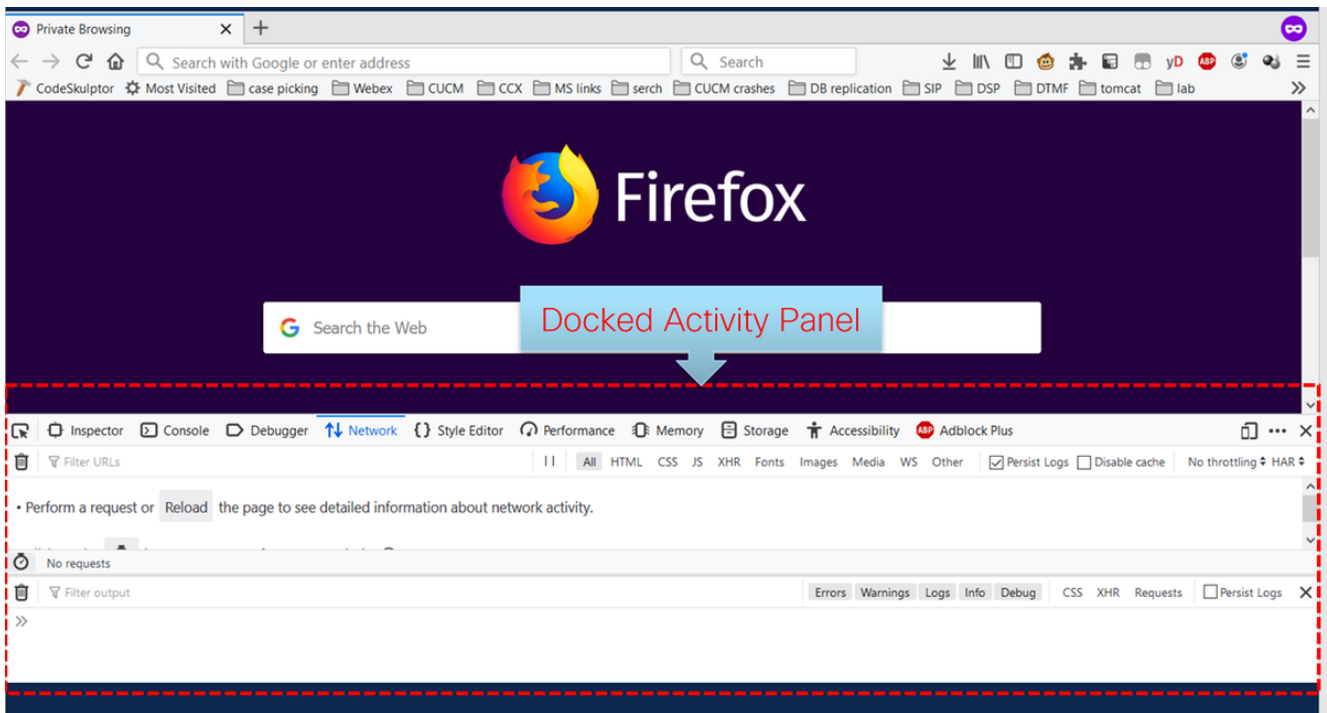 Private Browsing
Search with Google or enter address Search yD ABP
CodeSkulptor Most Visited case picking Webex CUCM CCX MS links serch CUCM crashes DB replication SIP DSP DTMF tomcat lab
Firefox
Search the Web
Docked Activity Panel
Inspector Console Debugger Network Style Editor Performance Memory Storage Accessibility ABP Adblock Plus
Filter URLs All HTML CSS JS XHR Fonts Images Media WS Other Persist Logs Disable cache No throttling HAR
• Perform a request or Reload the page to see detailed information about network activity.
No requests
Filter output Errors Warnings Logs Info Debug CSS XHR Requests Persist Logs